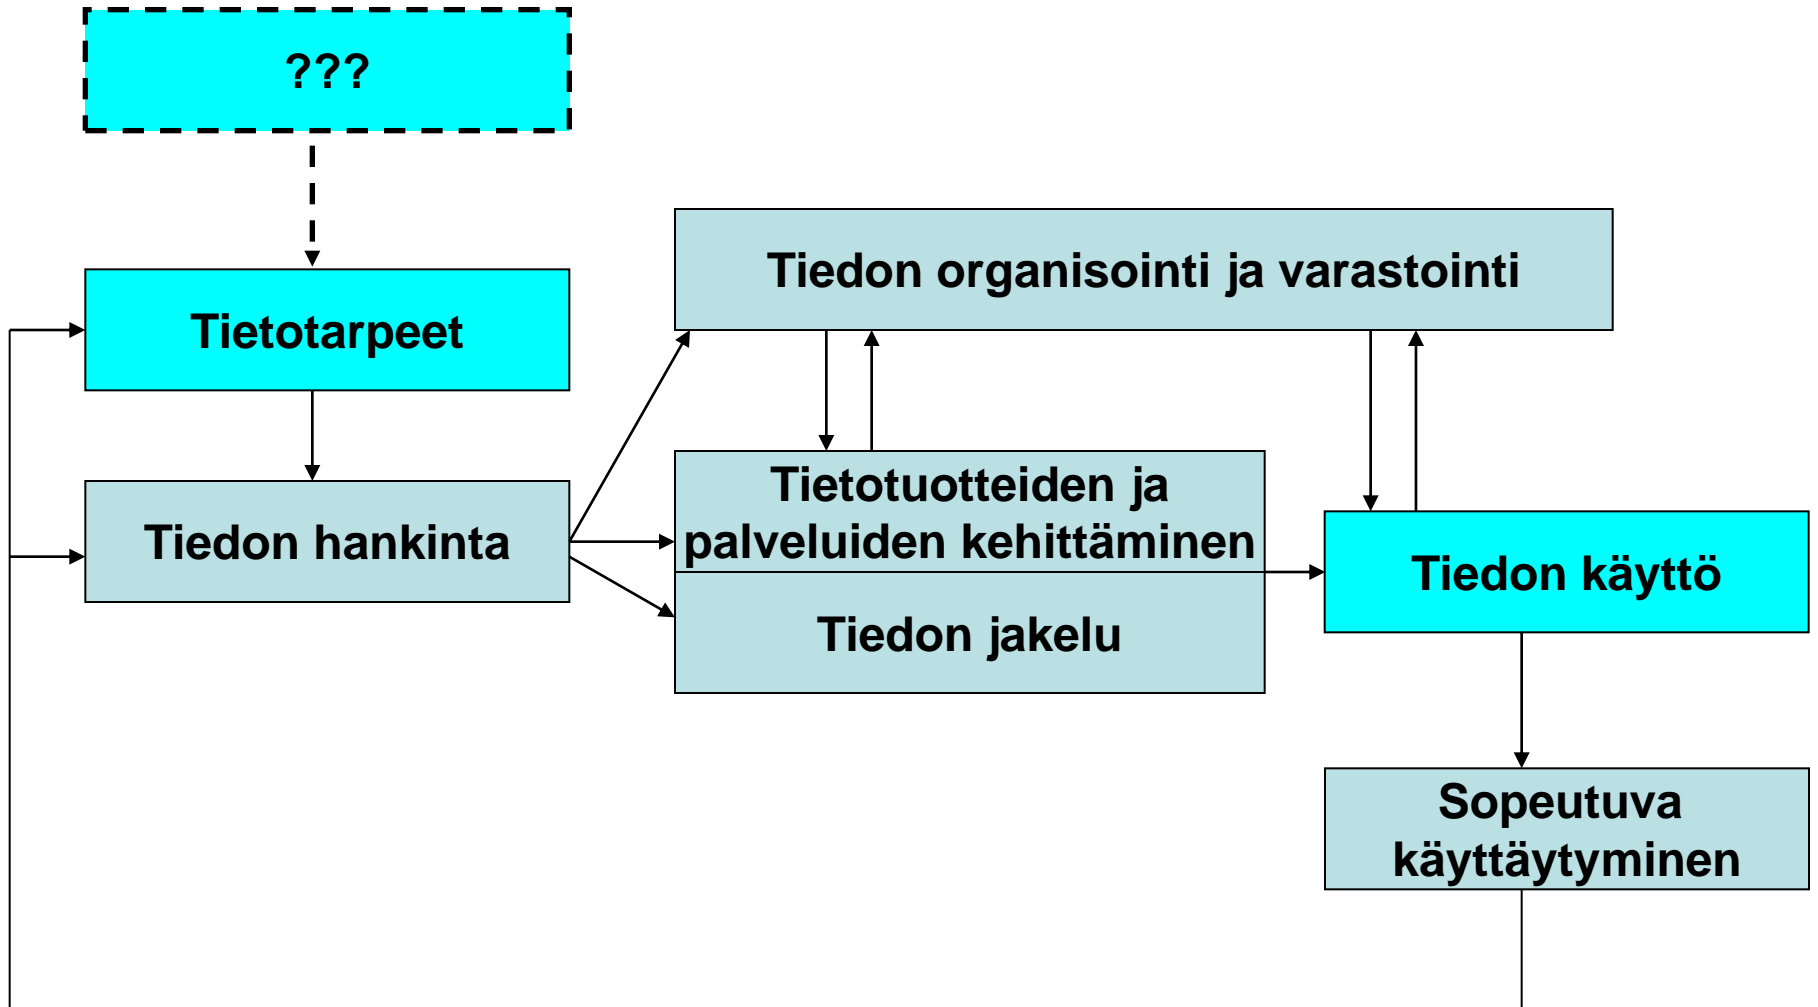 ???
Tietotarpeet
Tiedon hankinta
Tiedon organisointi ja varastointi
Tietotuotteiden ja
palveluiden kehittäminen
Tiedon jakelu
Tiedon käyttö
Sopeutuva
käyttäytyminen